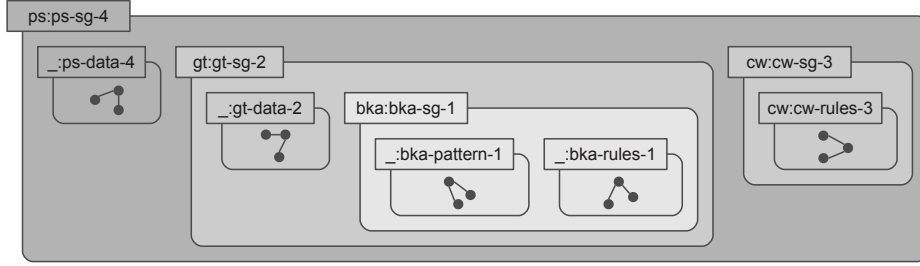 ps:ps-sg-4
_:ps-data-4
gt:gt-sg-2
cw:cw-sg-3
_:gt-data-2
bka:bka-sg-1
cw:cw-rules-3
_:bka-pattern-1
_:bka-rules-1